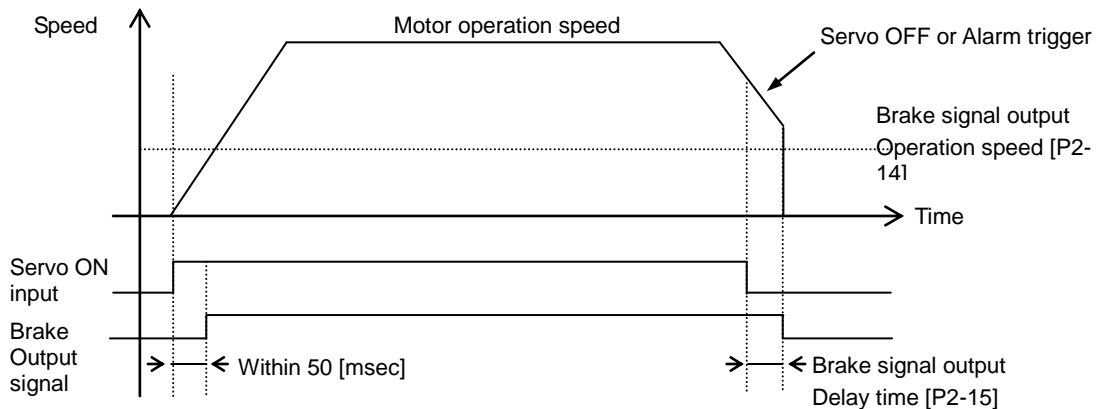 Speed
Motor operation speed
Servo OFF or Alarm trigger
Brake signal output
Operation speed [P2-
14]
Time
Servo ON
input
Brake
Output
signal
Within 50 [msec]
Brake signal output
Delay time [P2-15]